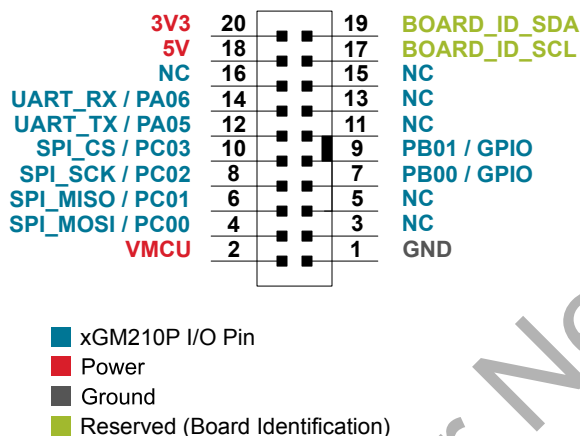 3V3 20 19 BOARD_ID_SDA
5V 18 17 BOARD_ID_SCL
NC 16 15 NC
UART_RX / PA06 14 13 NC
UART_TX / PA05 12 11 NC
SPI_CS / PC03 10 9 PB01 / GPIO
SPI_SCK / PC02 8 7 PB00 / GPIO
SPI_MISO / PC01 6 5 NC
SPI_MOSI / PC00 4 3 NC
VMCU 2 1 GND
xGM210P I/O Pin
Power
Ground
Reserved (Board Identification)